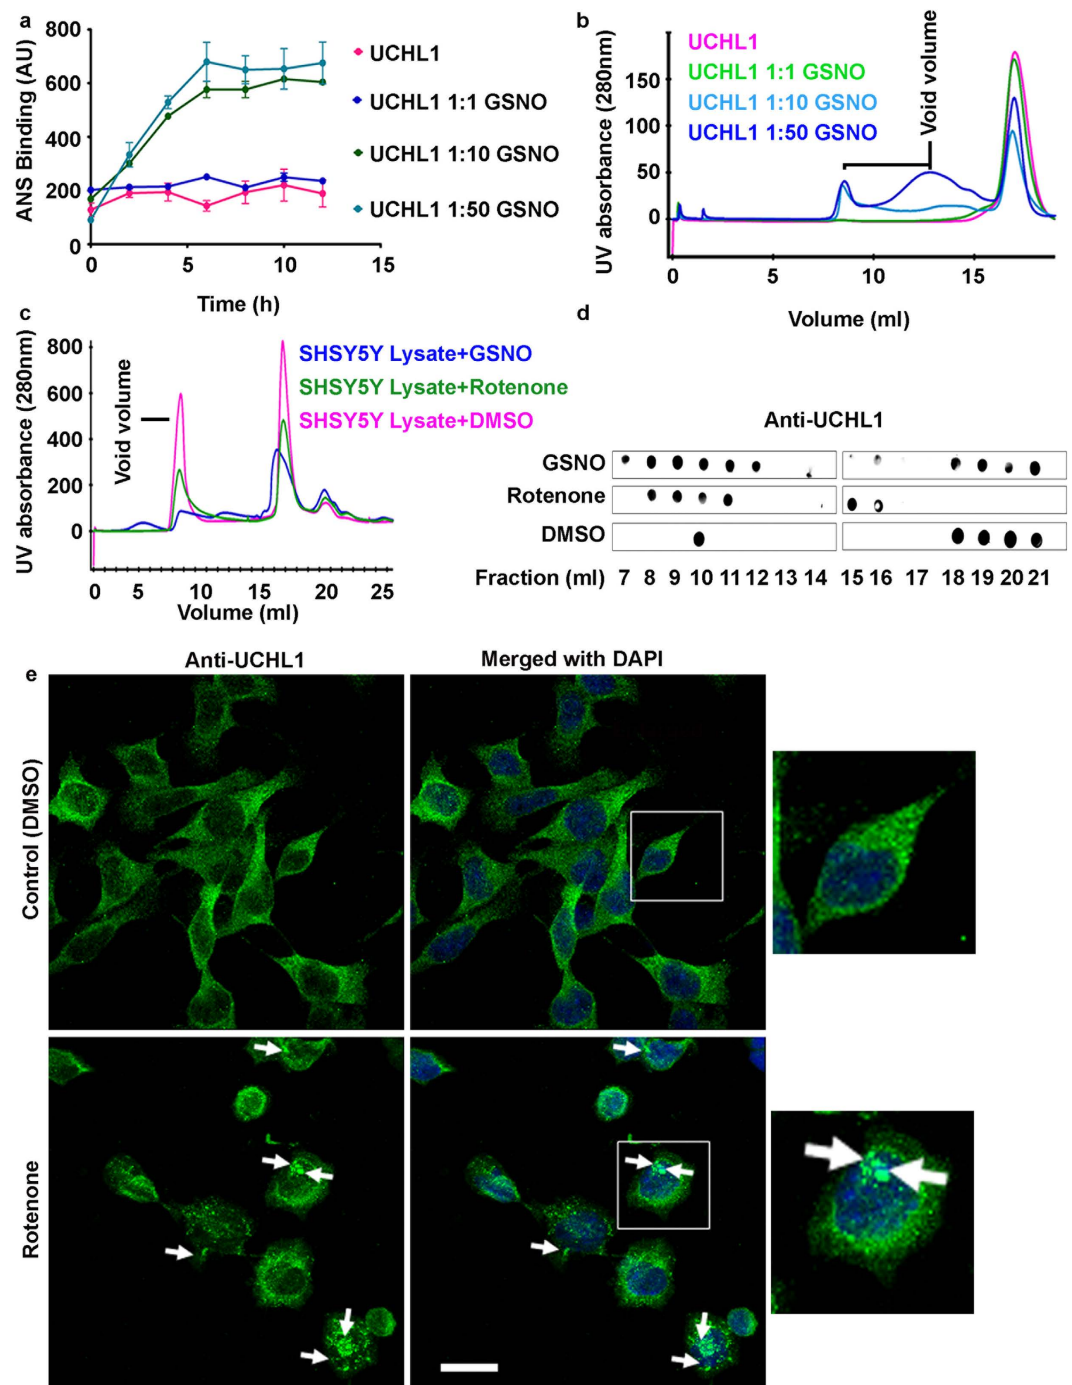 a
800
600
400
200
0
0 5 10 15
ANS Binding (AU)
Time (h)
UCHL1
UCHL1 1:1 GSNO
UCHL1 1:10 GSNO
UCHL1 1:50 GSNO
b
UCHL1
UCHL1 1:1 GSNO
UCHL1 1:10 GSNO
UCHL1 1:50 GSNO
Void volume
150
100
50
0
0 5 10 15
UV absorbance (280nm)
Volume (ml)
c
800
600
400
200
0
0 5 10 15 20 25
UV absorbance (280nm)
Volume (ml)
Void volume
SHSY5Y Lysate+GSNO
SHSY5Y Lysate+Rotenone
SHSY5Y Lysate+DMSO
d
Anti-UCHL1
GSNO
Rotenone
DMSO
Fraction (ml) 7 8 9 10 11 12 13 14 15 16 17 18 19 20 21
e
Anti-UCHL1
Merged with DAPI
Control (DMSO)
Rotenone